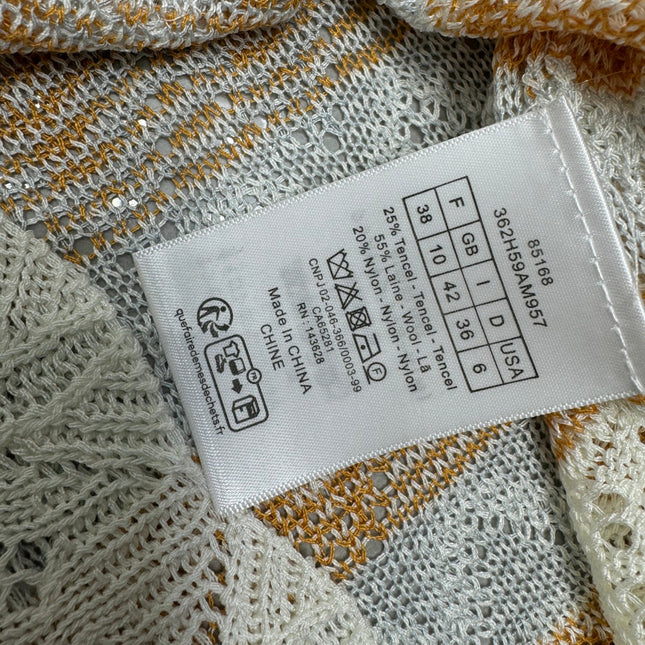 85168
362H59AM957
F GB I D USA
38 10 42 36 6
25% Tencel - Tencel - Tencel
55% Laine - Wool - Lã
20% Nylon - Nylon - Nylon
F
CNPJ 02-046-366/0003-99
CA65281
RN : 143628
Made in CHINA
CHINE
quefairedemesdechets.fr